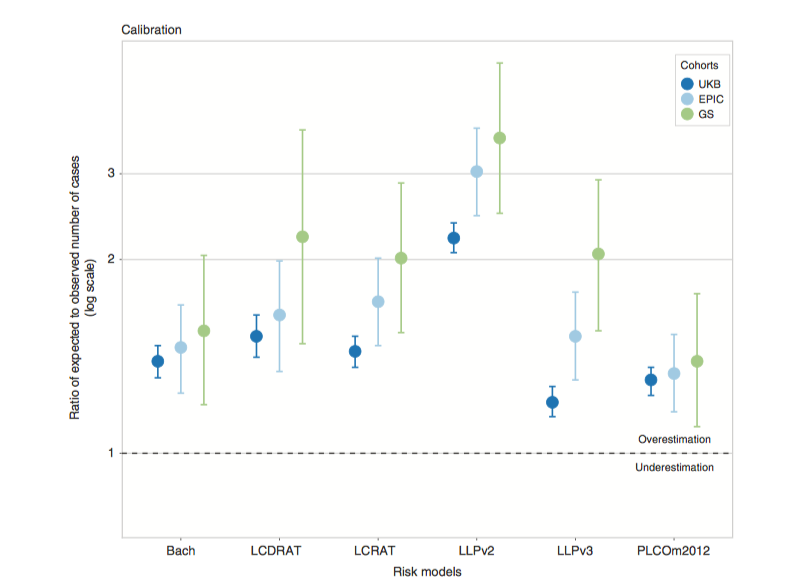 Calibration
Cohorts
UKB
EPIC
GS
Ratio of expected to observed number of cases
(log scale)
3
2
1
Overestimation
Underestimation
Bach LCDRAT LCRAT LLPv2 LLPv3 PLCOm2012
Risk models